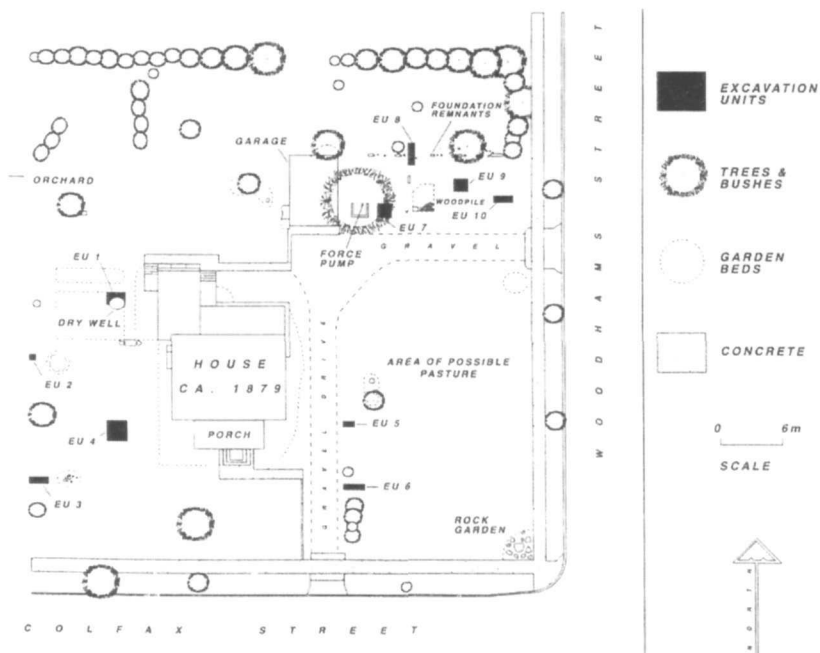 EU 8
FOUNDATION
REMNANTS
GARAGE
ORCHARD
EU 9
WOODPILE
EU 10
EU 7
FORCE
PUMP
GRAVEL
EU 1
DRY WELL
HOUSE
CA. 1879
AREA OF POSSIBLE
PASTURE
EU 2
EU 4
PORCH
EU 5
EU 3
EU 6
GRAVEL DRIVE
ROCK
GARDEN
COLFAX STREET
WOODHAMS STREET
EXCAVATION
UNITS
TREES &
BUSHES
GARDEN
BEDS
CONCRETE
0 6m
SCALE
NORTH